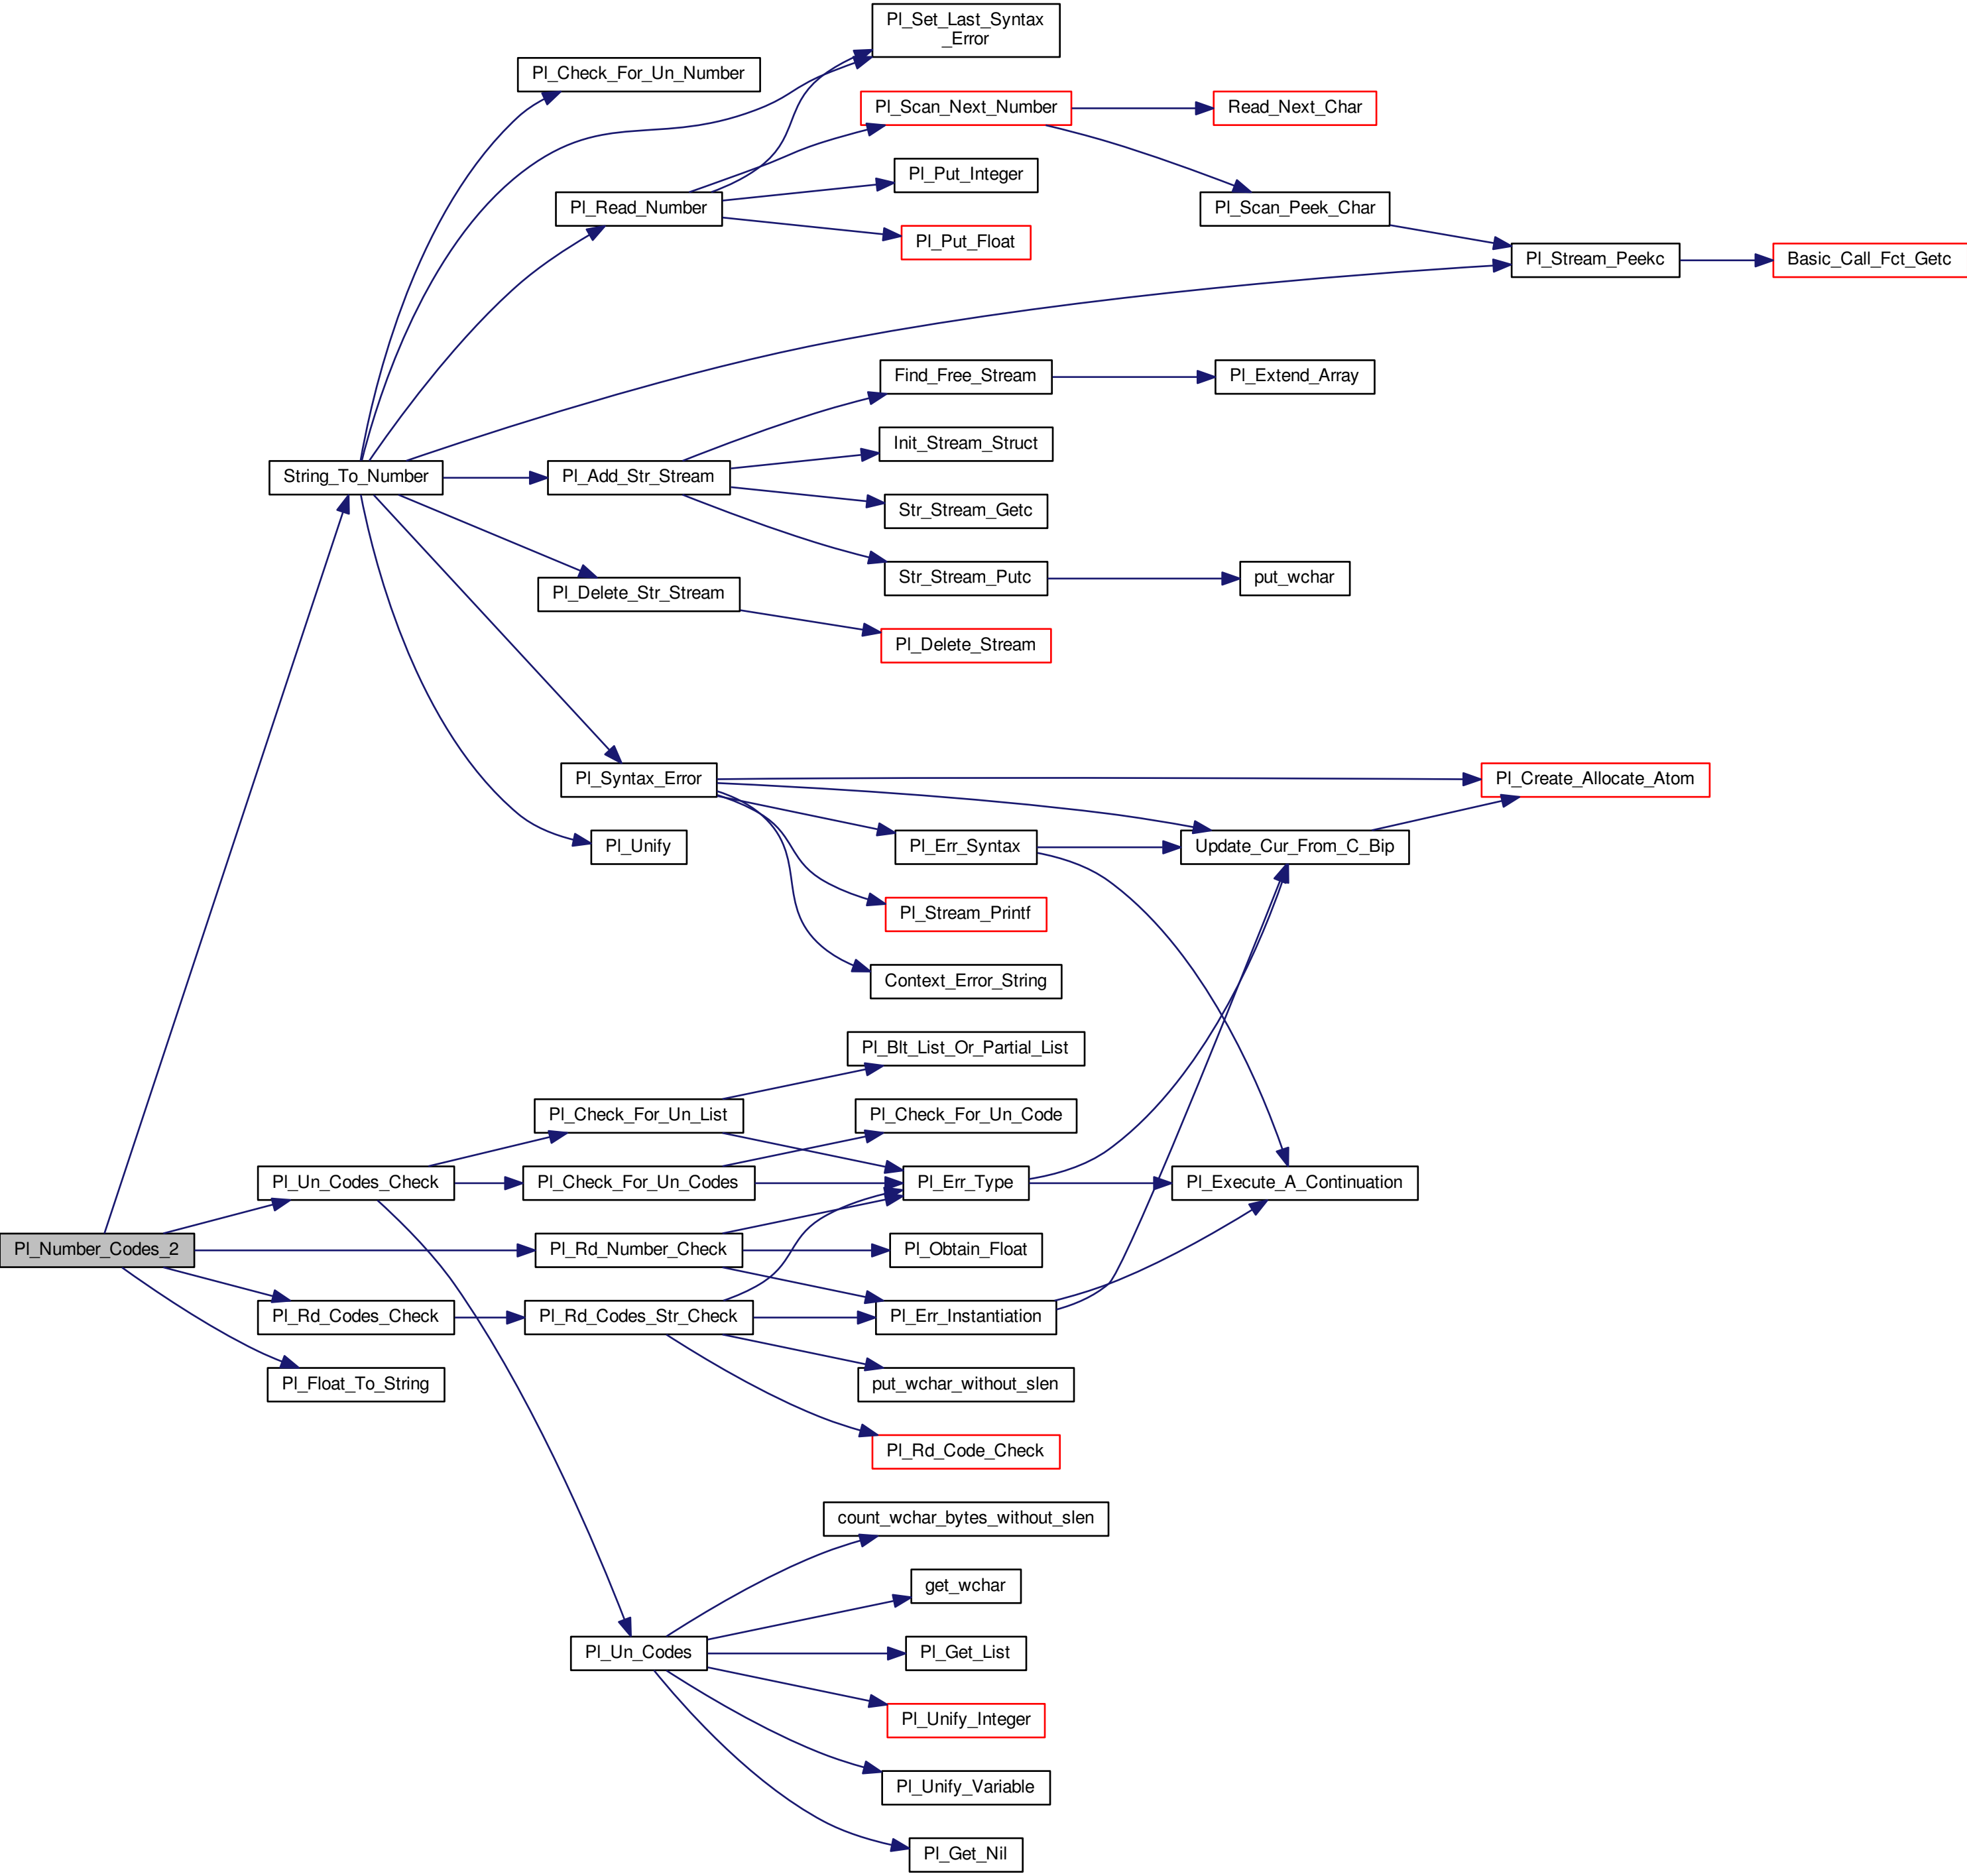 Pl_Set_Last_Syntax
_Error
Pl_Check_For_Un_Number
Pl_Scan_Next_Number
Read_Next_Char
Pl_Put_Integer
Pl_Read_Number
Pl_Scan_Peek_Char
Pl_Put_Float
Pl_Stream_Peekc
Basic_Call_Fct_Getc
Find_Free_Stream
Pl_Extend_Array
Init_Stream_Struct
String_To_Number
Pl_Add_Str_Stream
Str_Stream_Getc
Str_Stream_Putc
put_wchar
Pl_Delete_Str_Stream
Pl_Delete_Stream
Pl_Syntax_Error
Pl_Create_Allocate_Atom
Pl_Unify
Pl_Err_Syntax
Update_Cur_From_C_Bip
Pl_Stream_Printf
Context_Error_String
Pl_Blt_List_Or_Partial_List
Pl_Check_For_Un_List
Pl_Check_For_Un_Code
Pl_Un_Codes_Check
Pl_Check_For_Un_Codes
Pl_Err_Type
Pl_Execute_A_Continuation
Pl_Number_Codes_2
Pl_Rd_Number_Check
Pl_Obtain_Float
Pl_Rd_Codes_Check
Pl_Rd_Codes_Str_Check
Pl_Err_Instantiation
Pl_Float_To_String
put_wchar_without_slen
Pl_Rd_Code_Check
count_wchar_bytes_without_slen
get_wchar
Pl_Un_Codes
Pl_Get_List
Pl_Unify_Integer
Pl_Unify_Variable
Pl_Get_Nil